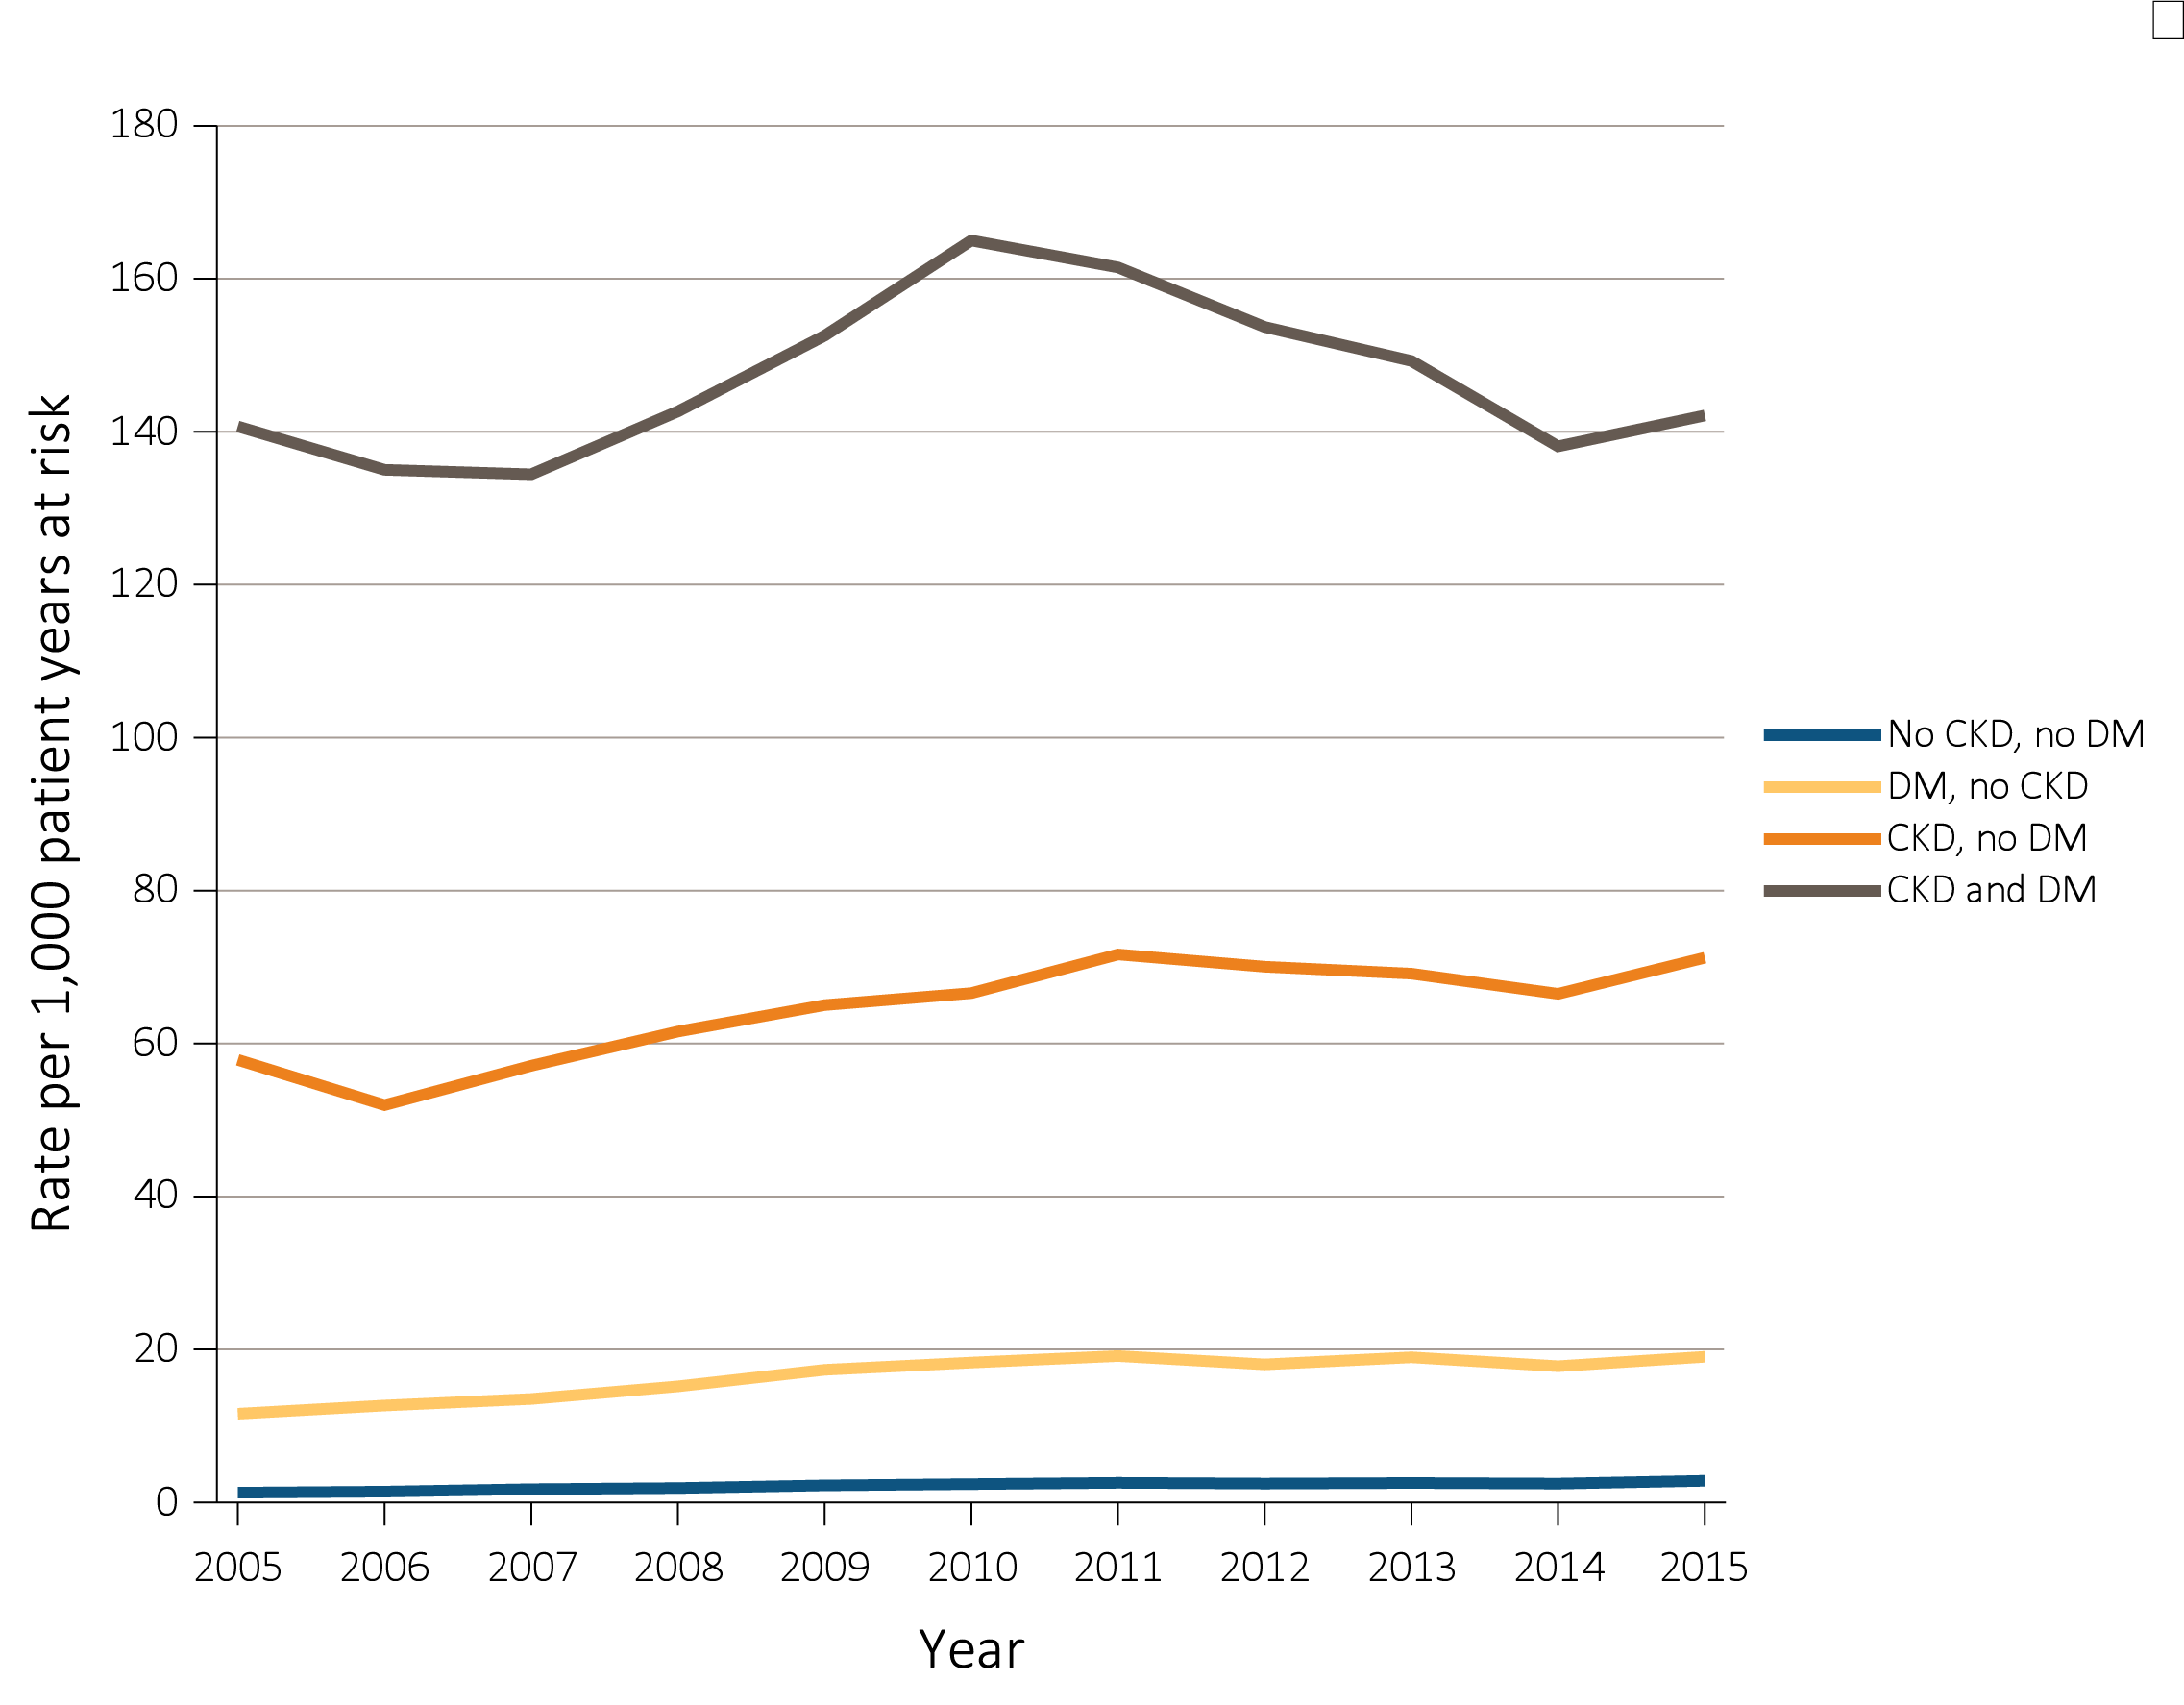 Rate per 1,000 patient years at risk
180
160
140
120
100
80
60
40
20
0
2005 2006 2007 2008 2009 2010 2011 2012 2013 2014 2015
Year
No CKD, no DM
DM, no CKD
CKD, no DM
CKD and DM